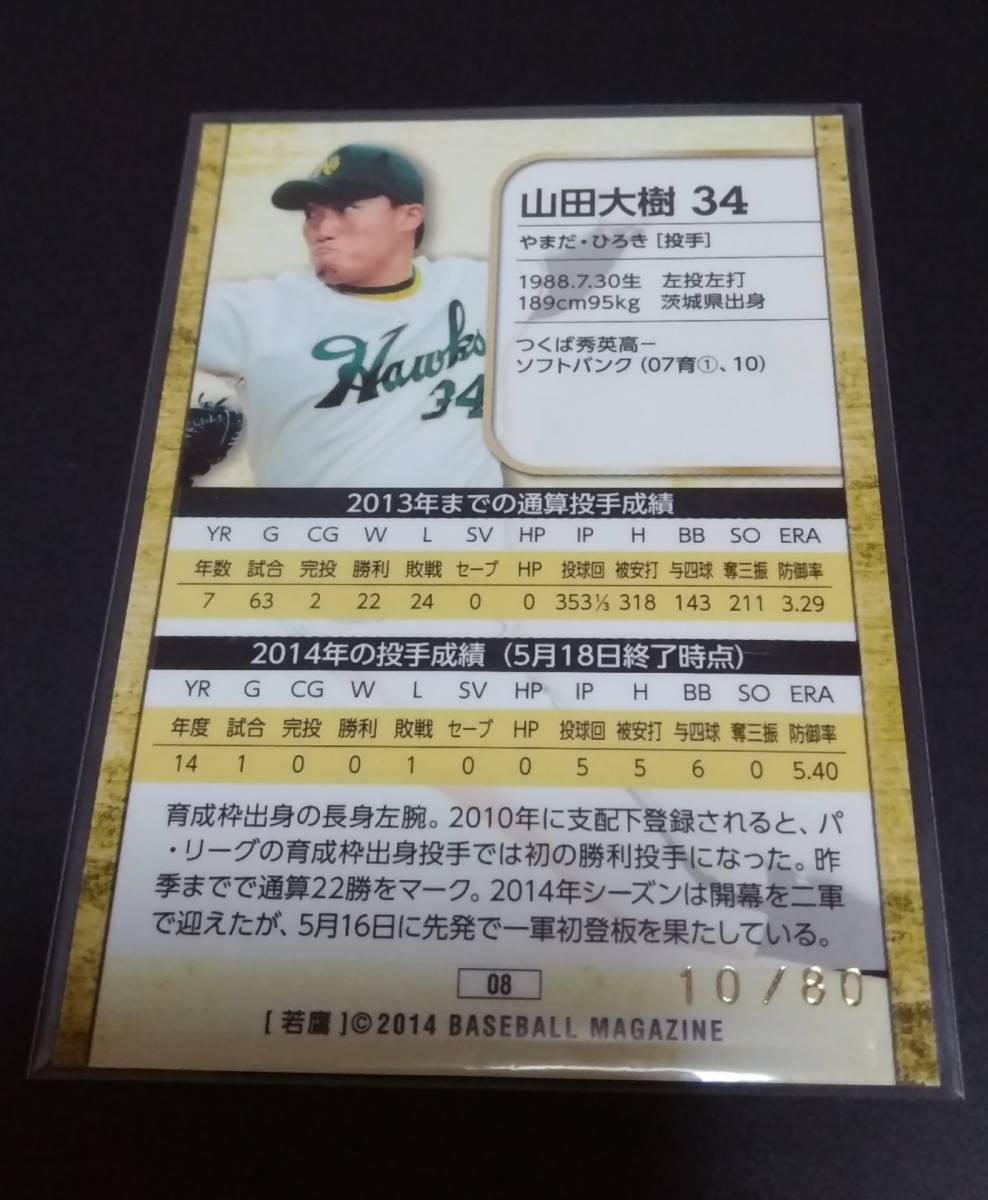 Hawks
34
山田大樹 34
やまだ・ひろき [投手]
1988.7.30生 左投左打
189cm95kg 茨城県出身
つくば秀英高－
ソフトバンク (07育①、10)
2013年までの通算投手成績
YR G CG W L SV HP IP H BB SO ERA
年数 試合 完投 勝利 敗戦 セーブ HP 投球回 被安打 与四球 奪三振 防御率
7 63 2 22 24 0 0 353⅓ 318 143 211 3.29
2014年の投手成績（5月18日終了時点）
YR G CG W L SV HP IP H BB SO ERA
年度 試合 完投 勝利 敗戦 セーブ HP 投球回 被安打 与四球 奪三振 防御率
14 1 0 0 1 0 0 5 5 6 0 5.40
育成枠出身の長身左腕。2010年に支配下登録されると、パ
・リーグの育成枠出身投手では初の勝利投手になった。昨
季までで通算22勝をマーク。2014年シーズンは開幕を二軍
で迎えたが、5月16日に先発で一軍初登板を果たしている。
08
10/80
[若鷹]©2014 BASEBALL MAGAZINE